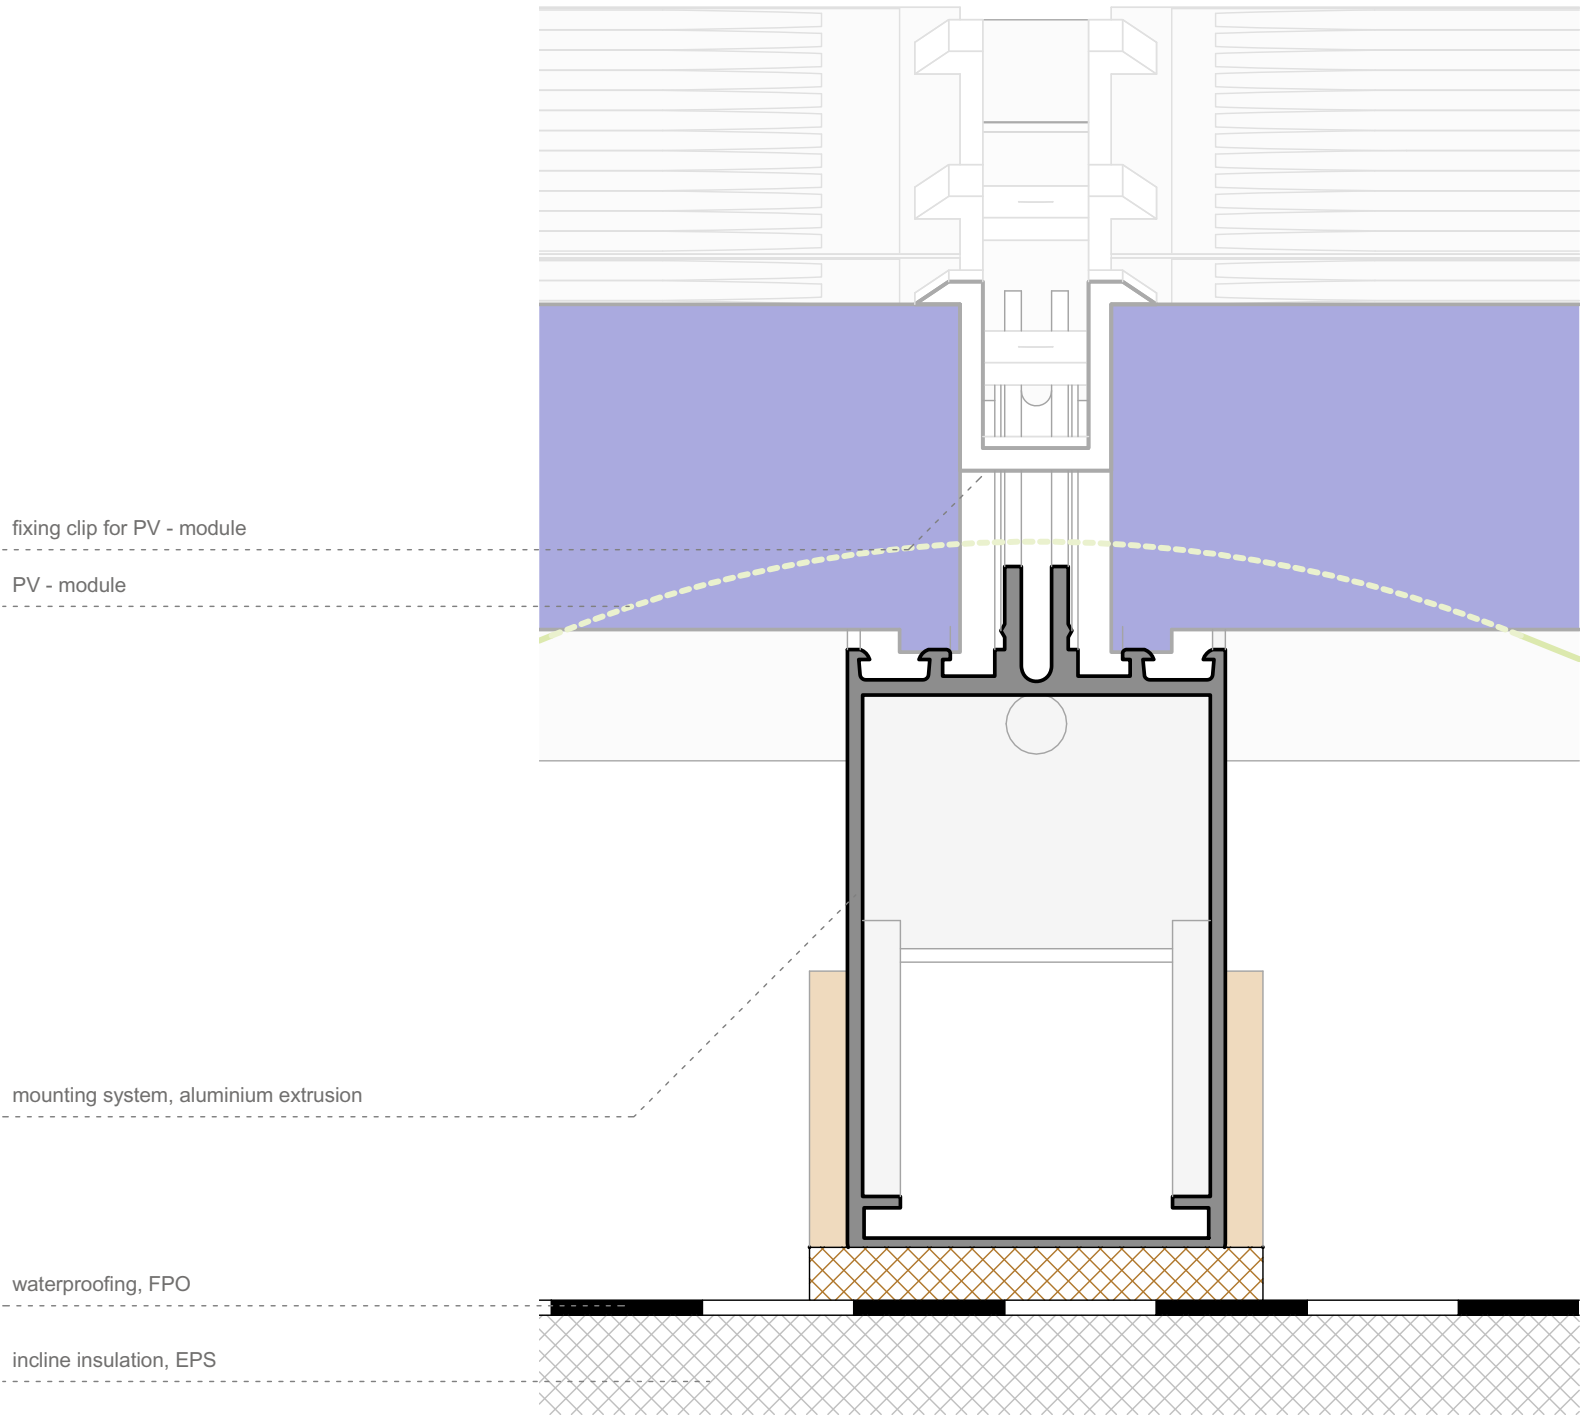 fixing clip for PV - module
PV - module
mounting system, aluminium extrusion
waterproofing, FPO
incline insulation, EPS